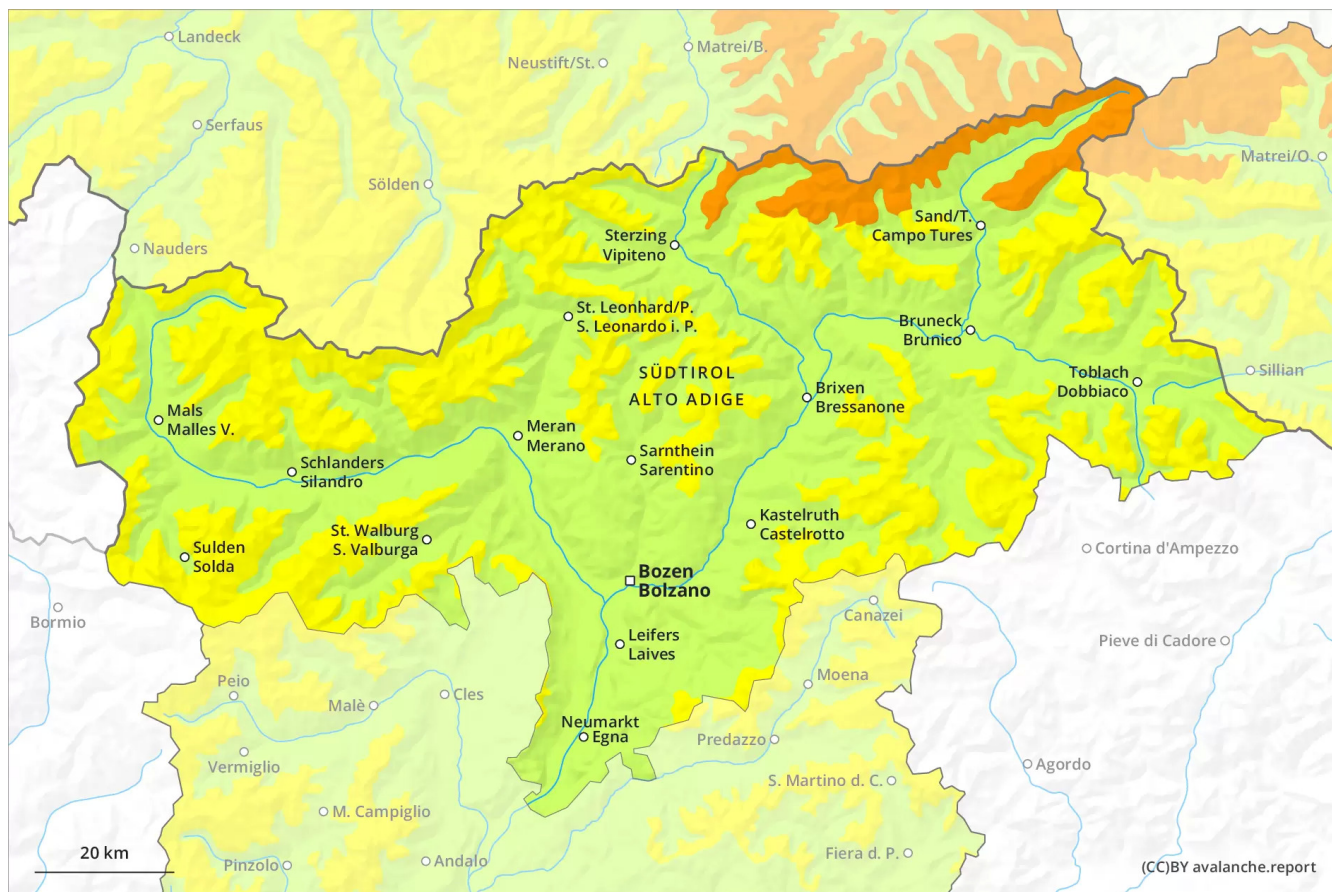 Landeck
Matrei/B.
Neustift/St.
Serfaus
Matrei/O.
Sölden
Sand/T.
Campo Tures
Nauders
Sterzing
Vipiteno
St. Leonhard/P.
S. Leonardo i. P.
Bruneck
Brunico
SÜDTIROL
ALTO ADIGE
Toblach
Dobbiaco
Sillian
Brixen
Bressanone
Mals
Malles V.
Meran
Merano
Schlanders
Silandro
Sarnthein
Sarentino
Kastelruth
Castelrotto
St. Walburg
S. Valburga
Sulden
Solda
Cortina d'Ampezzo
Bozen
Bolzano
Bormio
Canazei
Leifers
Laives
Pieve di Cadore
Peio
Moena
Malè
Cles
Neumarkt
Egna
Predazzo
Vermiglio
Agordo
S. Martino d. C.
M. Campiglio
20 km
Pinzolo
Andalo
Fiera d. P.
(CC)BY avalanche.report